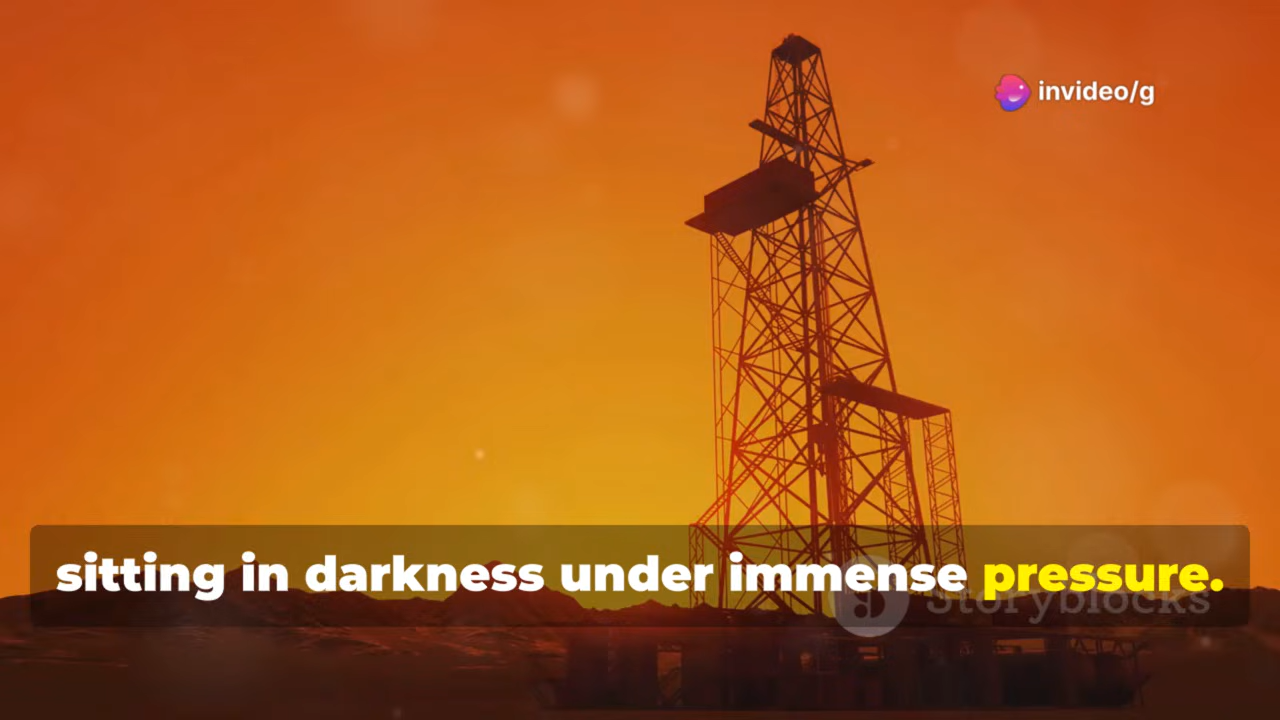 invideo/g
sitting in darkness under immense pressure.
Storyblocks